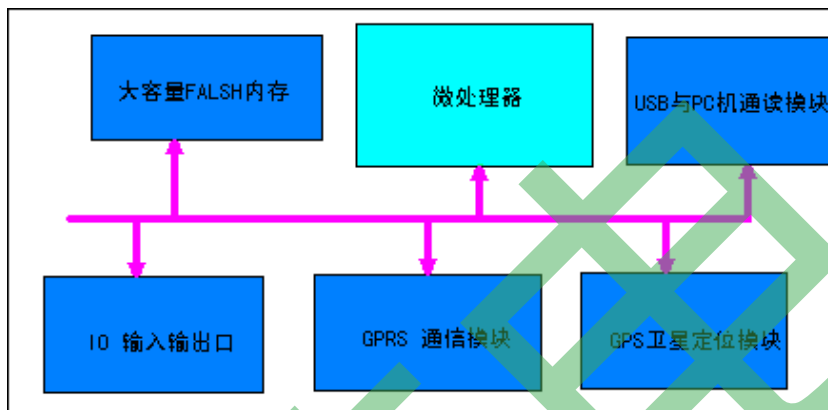 大容量FALSH内存
微处理器
USB与PC机通读模块
IO 输入输出口
GPRS 通信模块
GPS卫星定位模块